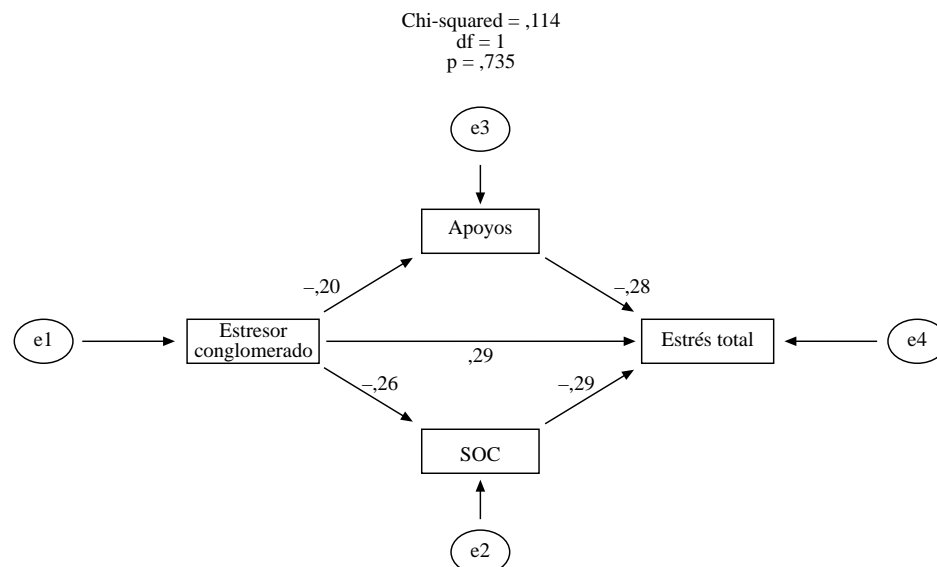 Chi-squared = ,114
df = 1
p = ,735
e3
Apoyos
–,20
–,28
e1
Estresor
conglomerado
,29
Estrés total
e4
–,26
–,29
SOC
e2